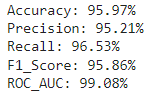 Accuracy: 95.97%
Precision: 95.21%
Recall: 96.53%
F1_Score: 95.86%
ROC_AUC: 99.08%